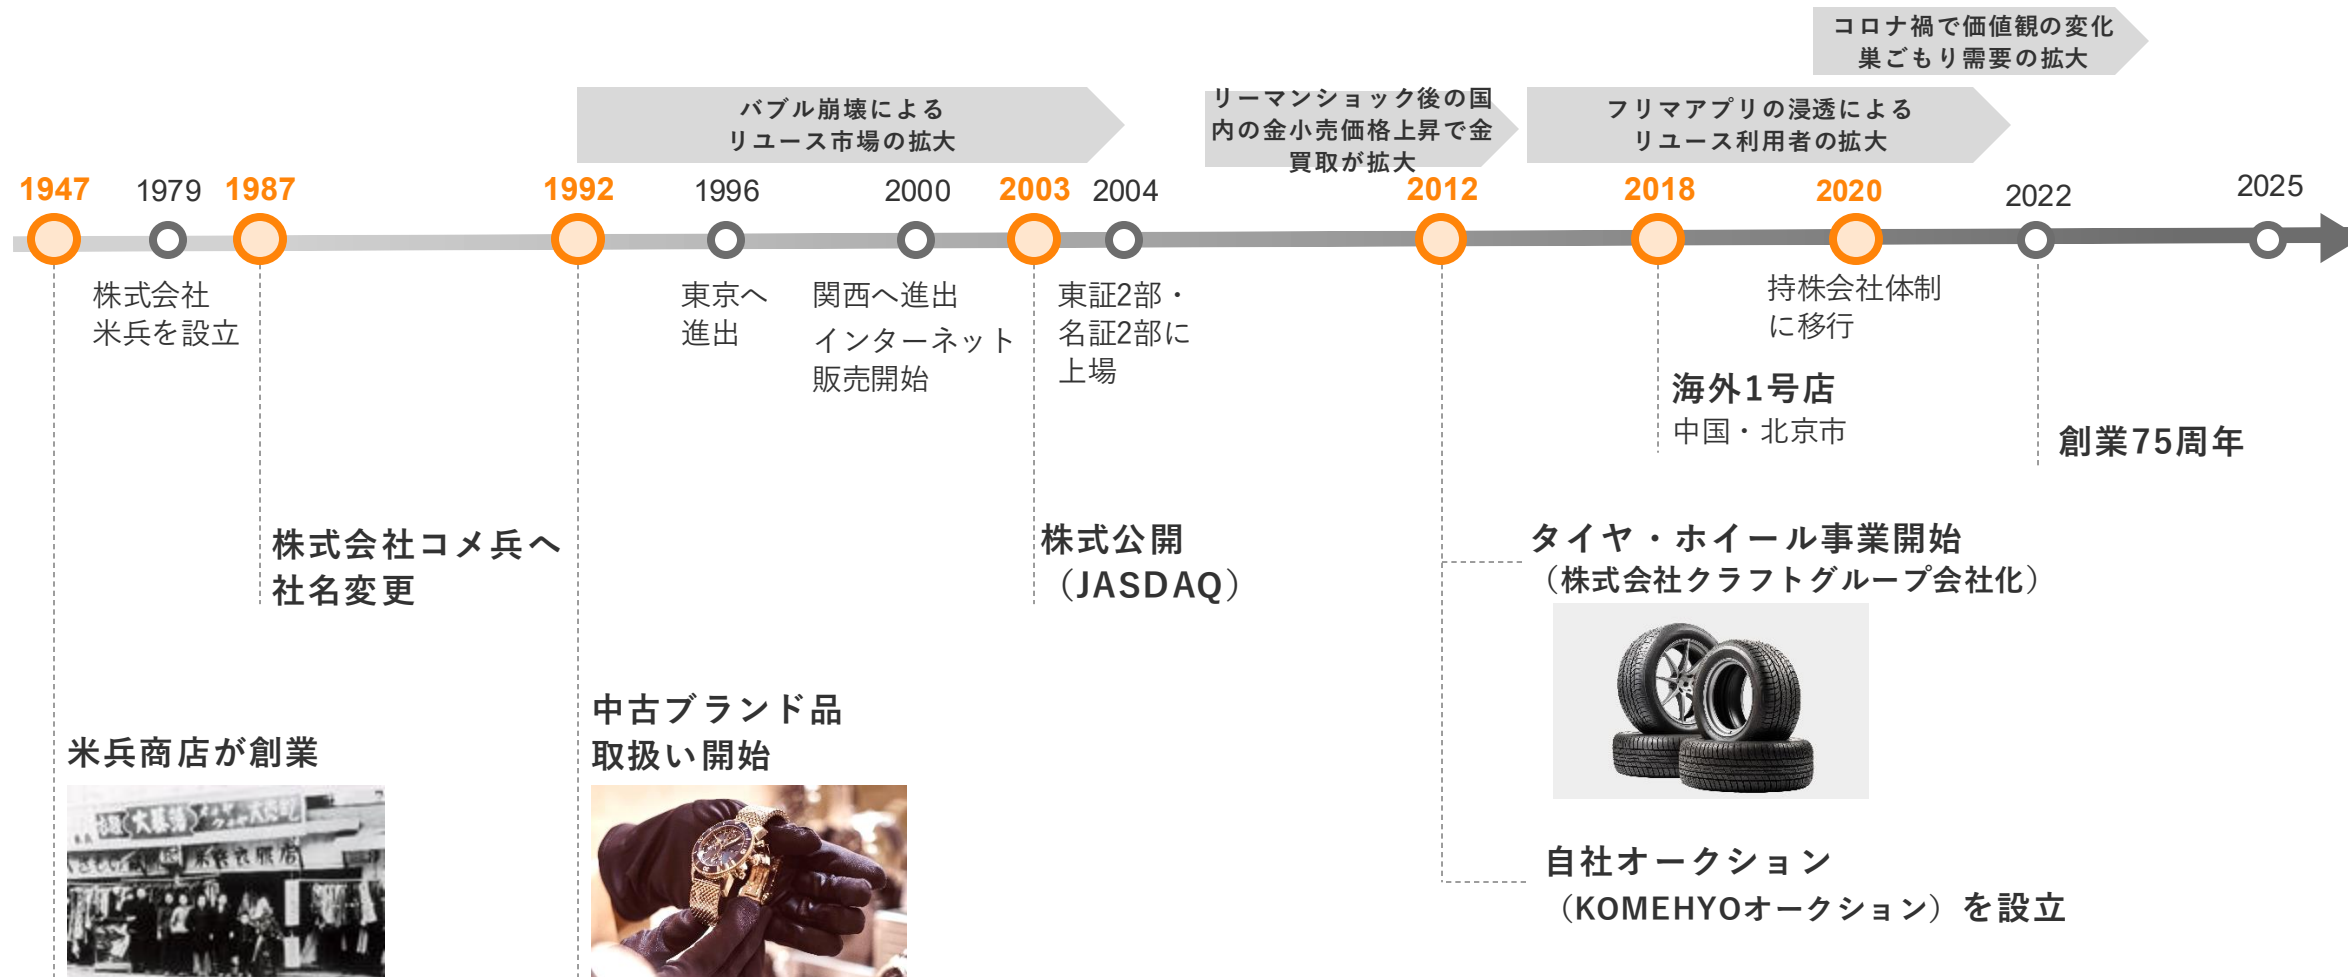 コロナ禍で価値観の変化
巣ごもり需要の拡大
バブル崩壊による
リユース市場の拡大
リーマンショック後の国
内の金小売価格上昇で金
買取が拡大
フリマアプリの浸透による
リユース利用者の拡大
1947
1979
1987
1992
1996
2000
2003
2004
2012
2018
2020
2022
2025
株式会社
米兵を設立
東京へ
進出
関西へ進出
インターネット
販売開始
東証2部・
名証2部に
上場
持株会社体制
に移行
海外1号店
中国・北京市
創業75周年
株式会社コメ兵へ
社名変更
株式公開
（JASDAQ）
タイヤ・ホイール事業開始
（株式会社クラフトグループ会社化）
中古ブランド品
取扱い開始
米兵商店が創業
自社オークション
（KOMEHYOオークション）を設立